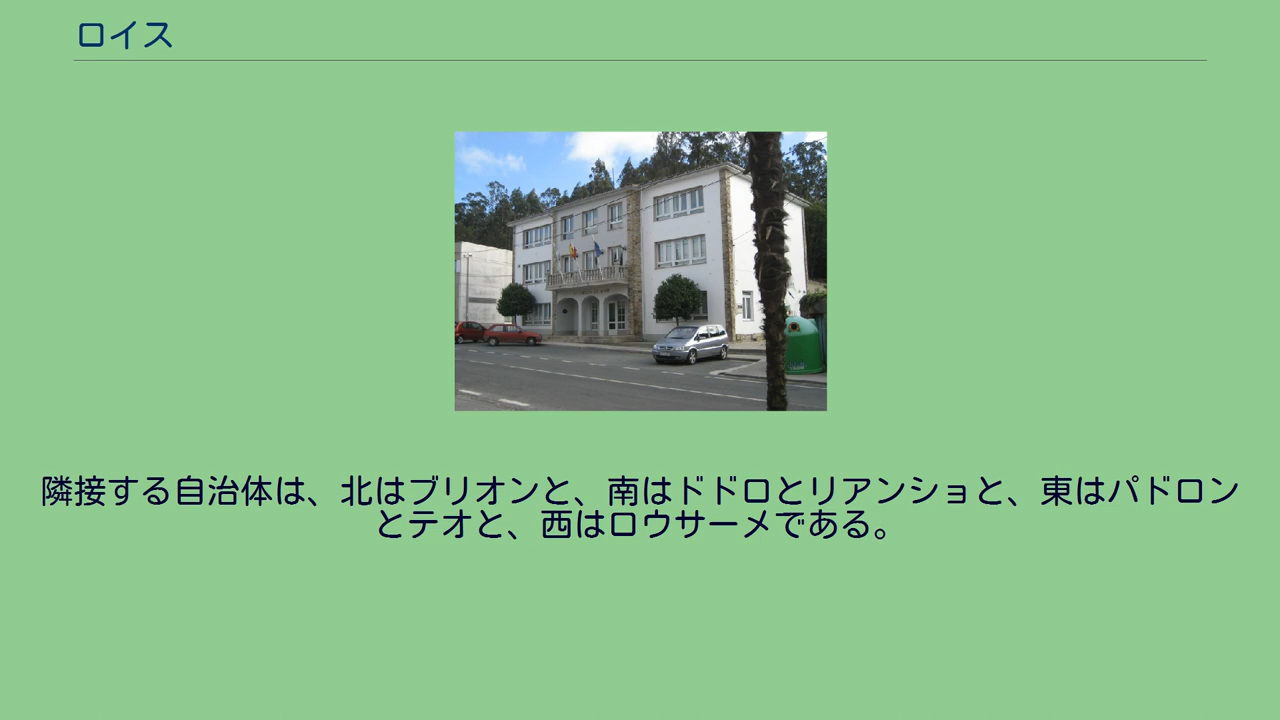 ロイス
隣接する自治体は、北はブリオンと、南はドドロとリアンショと、東はパドロン
とテオと、西はロウサーメである。